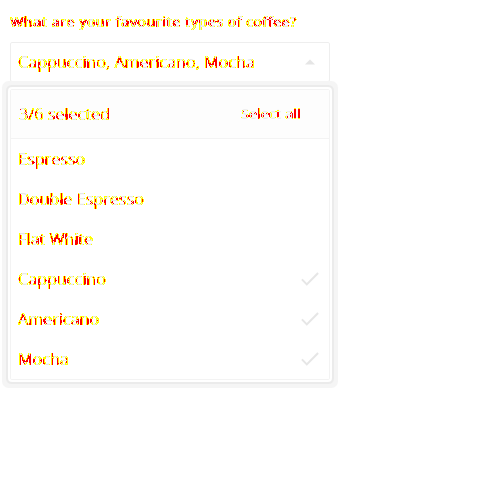 What are your favourite types of coffee?
Cappuccino, Americano, Mocha
3/6 selected Select all
Espresso
Double Espresso
Flat White
Cappuccino
Americano
Mocha